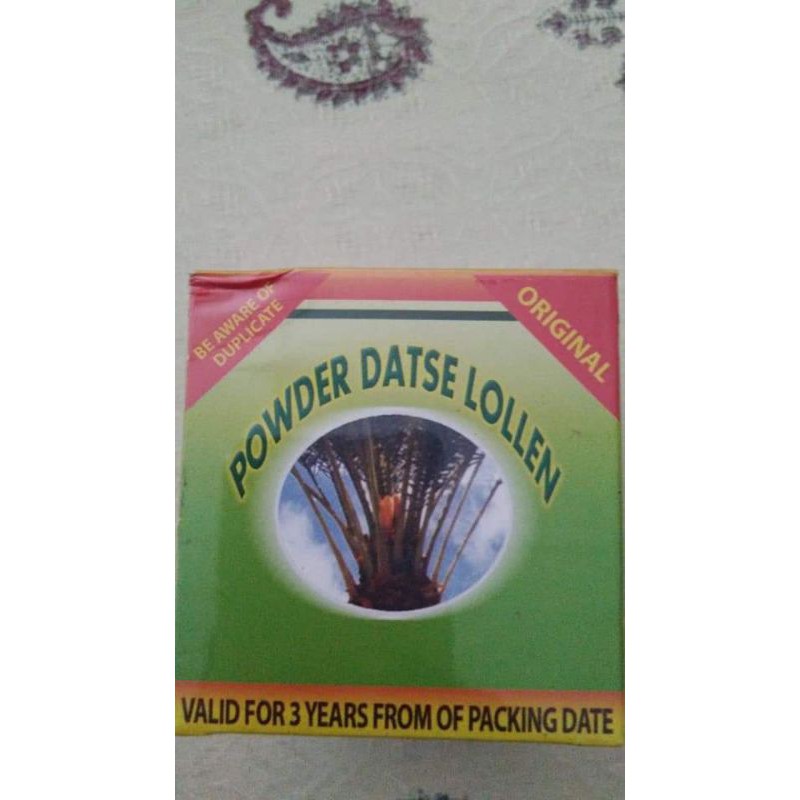 BE AWARE OF
DUPLICATE
ORIGINAL
POWDER DATSE LOLLEN
VALID FOR 3 YEARS FROM OF PACKING DATE